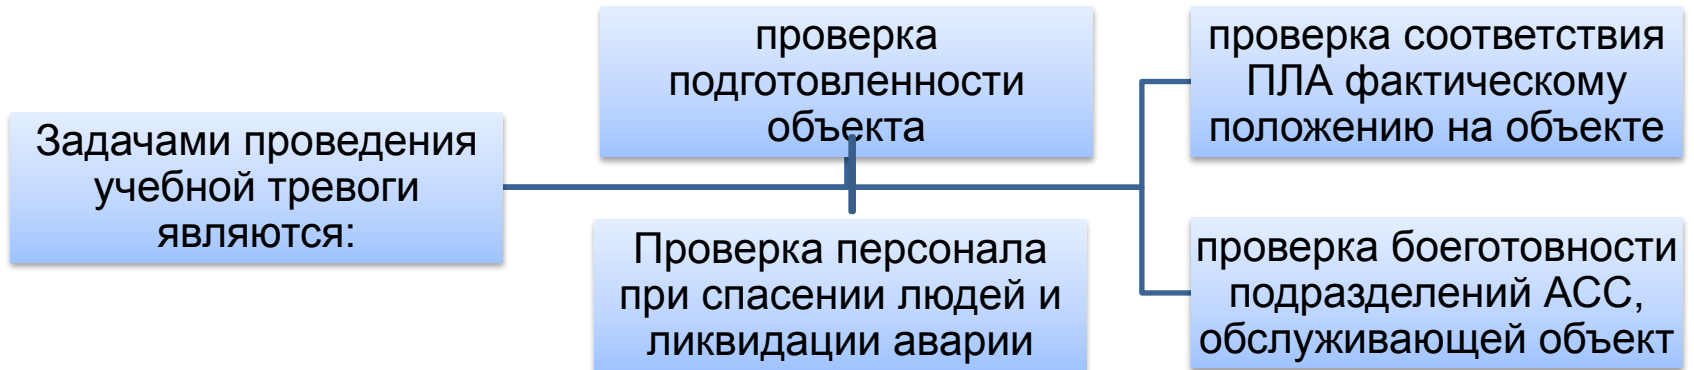 Задачами проведения
учебной тревоги
являются:
проверка
подготовленности
объекта
Проверка персонала
при спасении людей и
ликвидации аварии
проверка соответствия
ПЛА фактическому
положению на объекте
проверка боеготовности
подразделений АСС,
обслуживающей объект